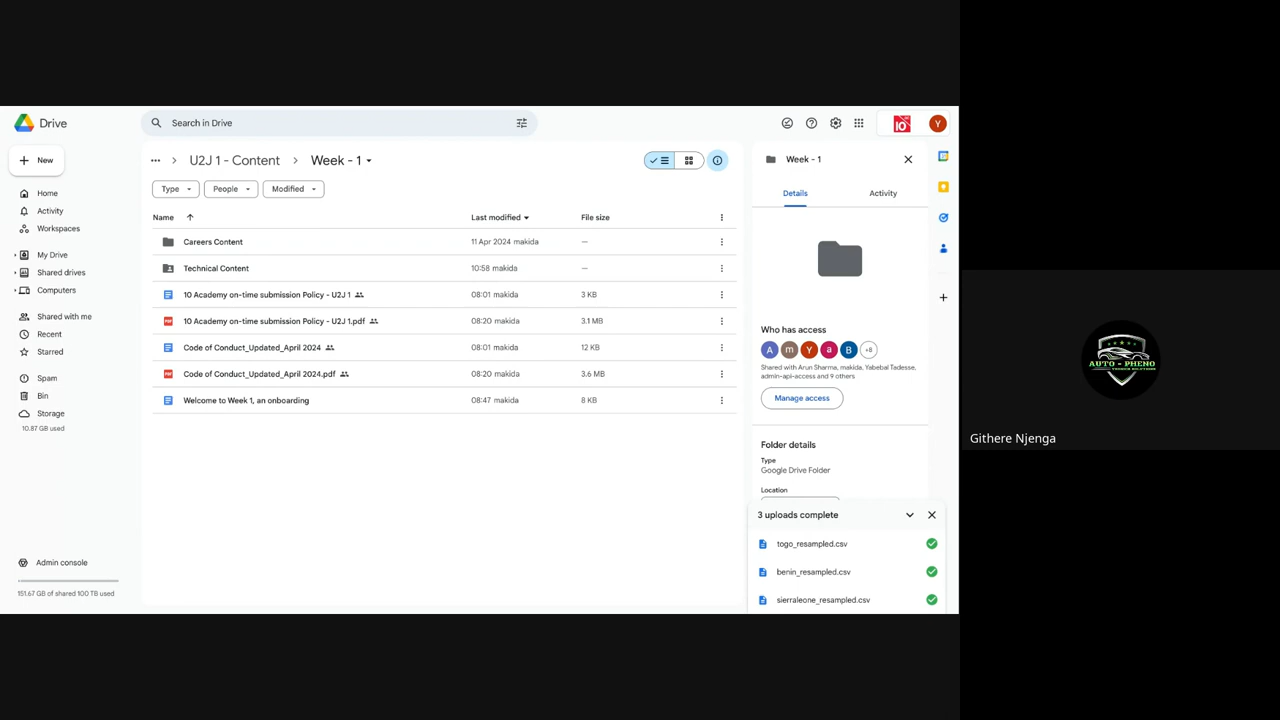 Drive
Search in Drive
New
Home
Activity
Workspaces
My Drive
Shared drives
Computers
Shared with me
Recent
Starred
Spam
Bin
Storage
10.87 GB used
Admin console
151.67 GB of shared 100 TB used
U2J 1 - Content
Week - 1
Type
People
Modified
Name
Last modified
File size
Careers Content
11 Apr 2024 makida
—
Technical Content
10:58 makida
—
10 Academy on-time submission Policy - U2J 1
08:01 makida
3 KB
10 Academy on-time submission Policy - U2J 1.pdf
08:20 makida
3.1 MB
Code of Conduct_Updated_April 2024
08:01 makida
12 KB
Code of Conduct_Updated_April 2024.pdf
08:20 makida
3.6 MB
Welcome to Week 1, an onboarding
08:47 makida
8 KB
10
Y
Week - 1
Details
Activity
Who has access
A m Y a B +8
Shared with Arun Sharma, makida, Yabebal Tadesse,
admin-api-access and 9 others
Manage access
Folder details
Type
Google Drive Folder
Location
3 uploads complete
togo_resampled.csv
benin_resampled.csv
sierraleone_resampled.csv
AUTO - PHENO
Githere Njenga